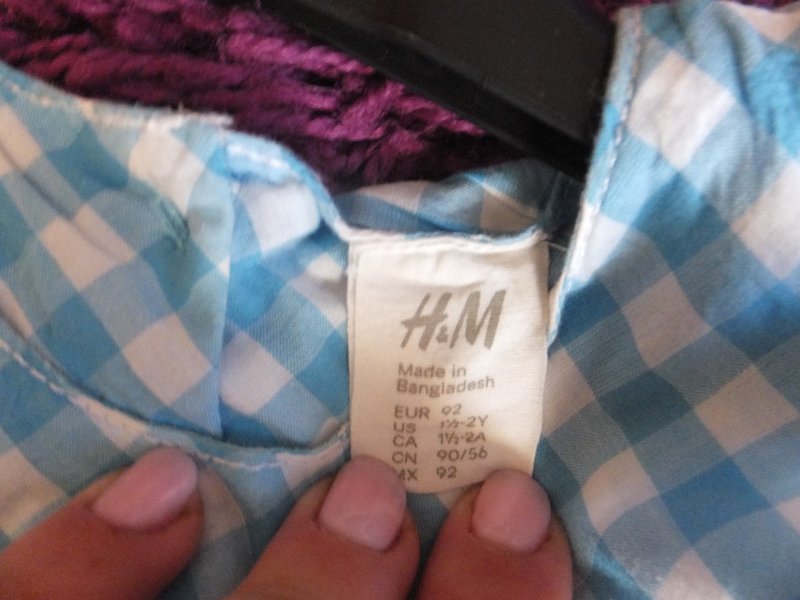 H&M
Made in
Bangladesh
EUR 92
US 1½-2Y
CA 1½-2A
CN 90/56
MX 92